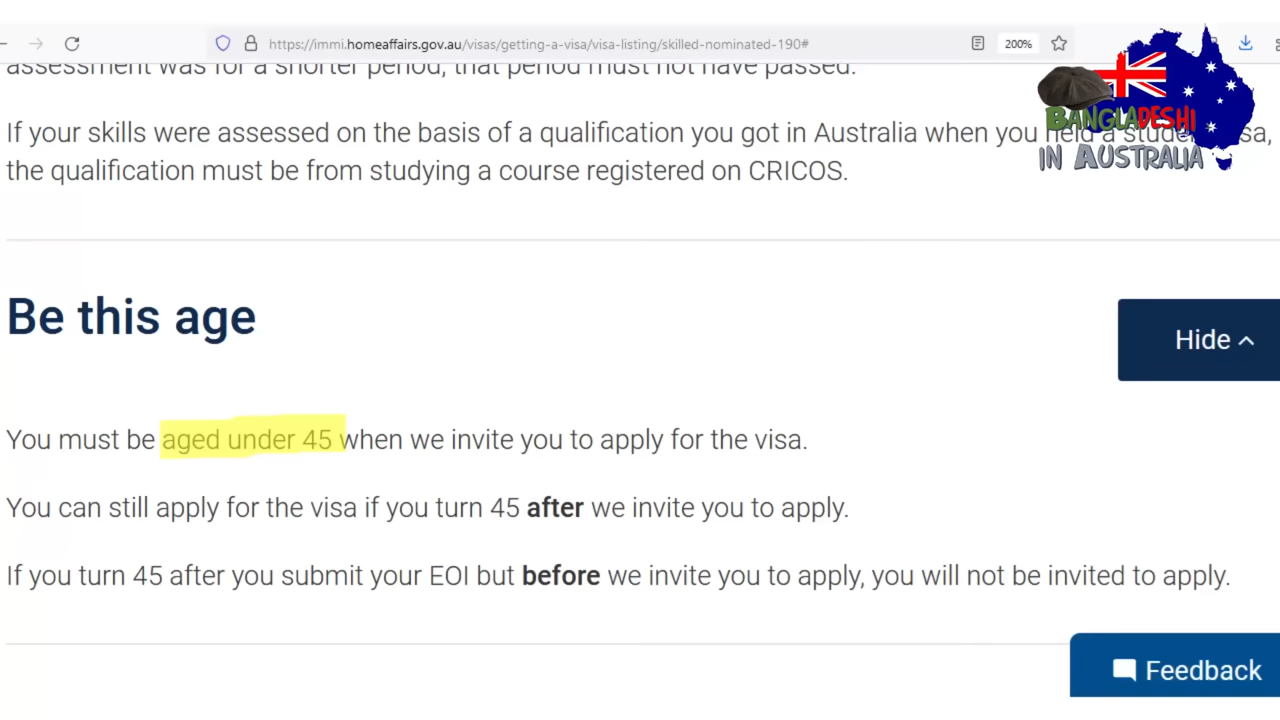 https://immi.homeaffairs.gov.au/visas/getting-a-visa/visa-listing/skilled-nominated-190#
200%
assessment was for a shorter period, that period must not have passed.
BANGLADESHI
IN AUSTRALIA
If your skills were assessed on the basis of a qualification you got in Australia when you held a student visa,
the qualification must be from studying a course registered on CRICOS.
Be this age
Hide
You must be aged under 45 when we invite you to apply for the visa.
You can still apply for the visa if you turn 45 after we invite you to apply.
If you turn 45 after you submit your EOI but before we invite you to apply, you will not be invited to apply.
Feedback